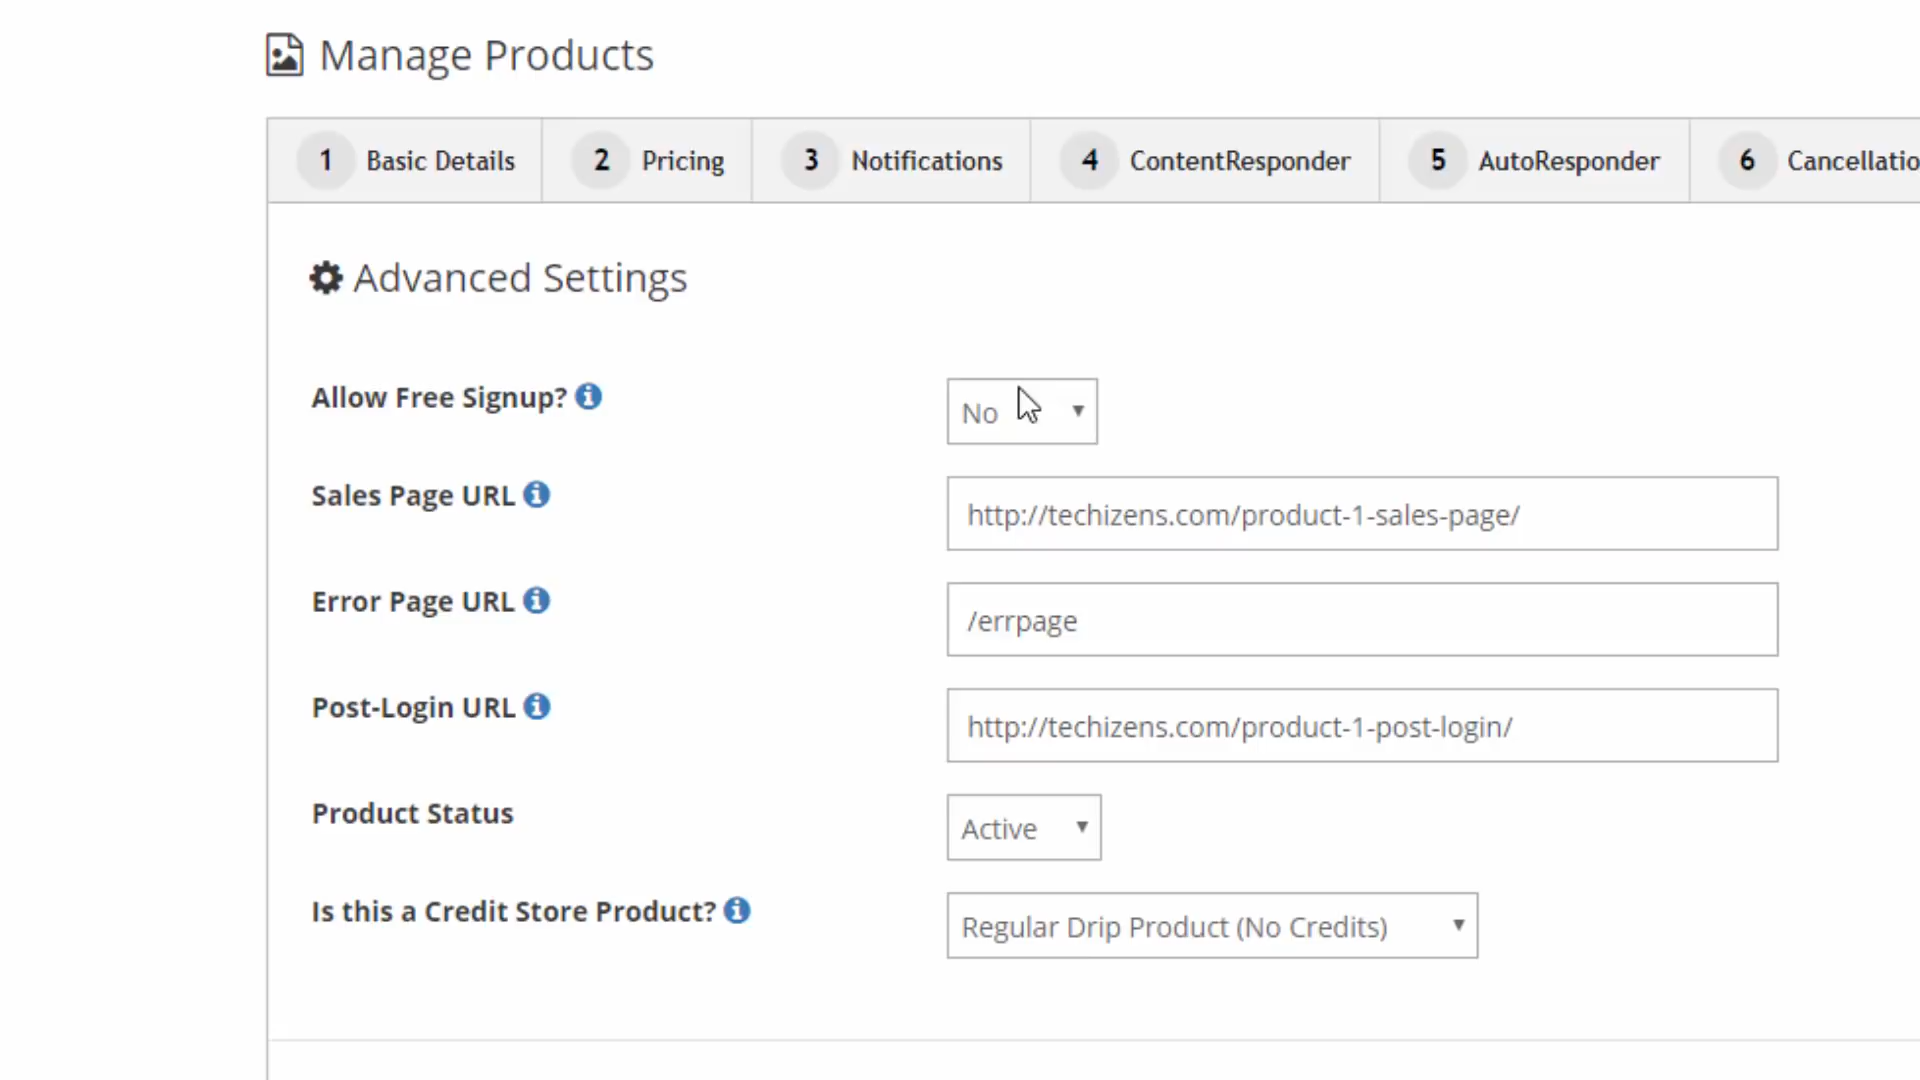 Manage Products
1 Basic Details 2 Pricing 3 Notifications 4 ContentResponder 5 AutoResponder 6 Cancellatio
Advanced Settings
Allow Free Signup? No
Sales Page URL http://techizens.com/product-1-sales-page/
Error Page URL /errpage
Post-Login URL http://techizens.com/product-1-post-login/
Product Status Active
Is this a Credit Store Product? Regular Drip Product (No Credits)